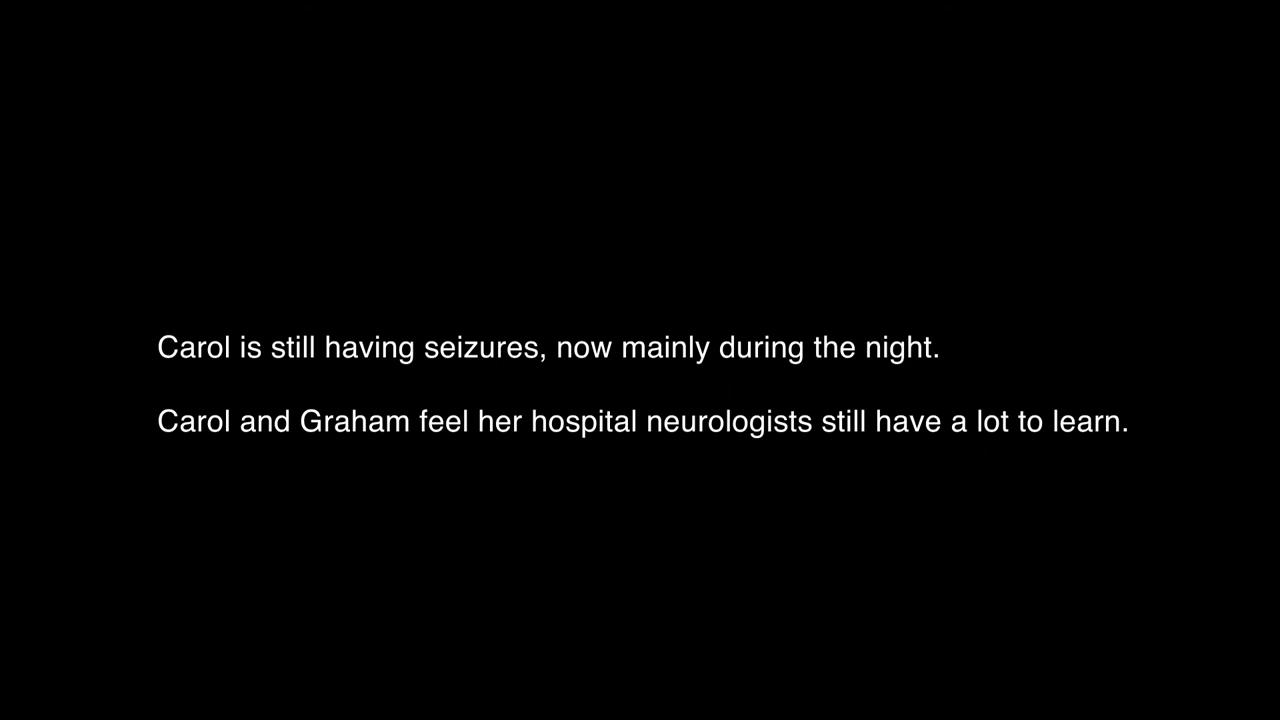 Carol is still having seizures, now mainly during the night.
Carol and Graham feel her hospital neurologists still have a lot to learn.